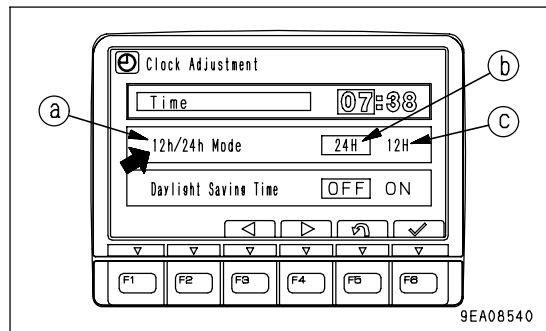 Clock Adjustment
Time 07:38
a b
12h/24h Mode 24H 12H c
Daylight Saving Time OFF ON
F1 F2 F3 F4 F5 F6
9EA08540